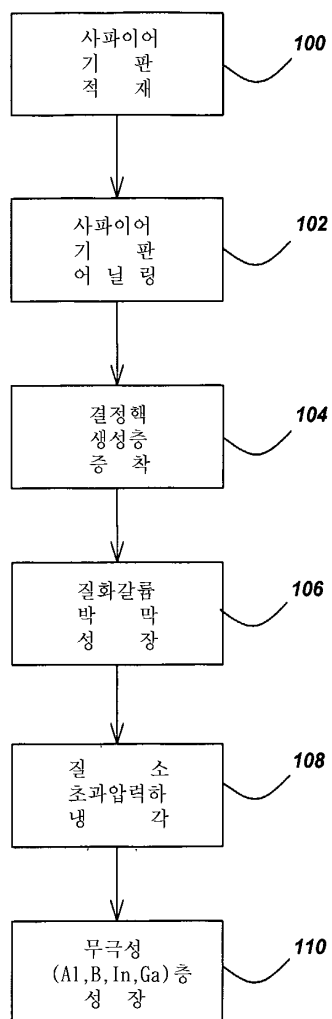 사파이어
기 판
적 재
100
사파이어
기 판
어 닐 링
102
결정핵
생성층
증 착
104
질화갈륨
박 막
성 장
106
질 소
초과압력하
냉 각
108
무극성
(Al,B,In,Ga)층
성 장
110